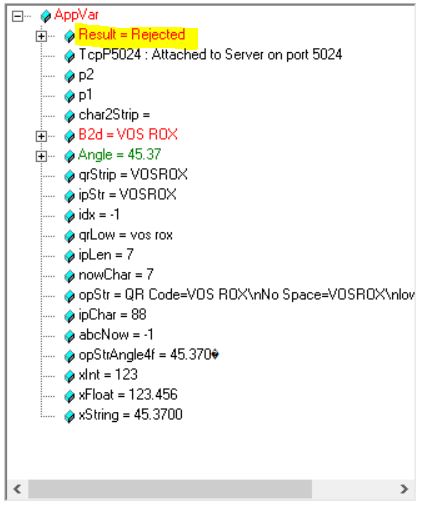 AppVar
Result = Rejected
TcpP5024 : Attached to Server on port 5024
p2
p1
char2Strip =
B2d = VOS ROX
Angle = 45.37
qrStrip = VOSROX
ipStr = VOSROX
idx = -1
qrLow = vos rox
ipLen = 7
nowChar = 7
opStr = QR Code=VOS ROX\nNo Space=VOSROX\nlow
ipChar = 88
abcNow = -1
opStrAngle4f = 45.370�
xInt = 123
xFloat = 123.456
xString = 45.3700